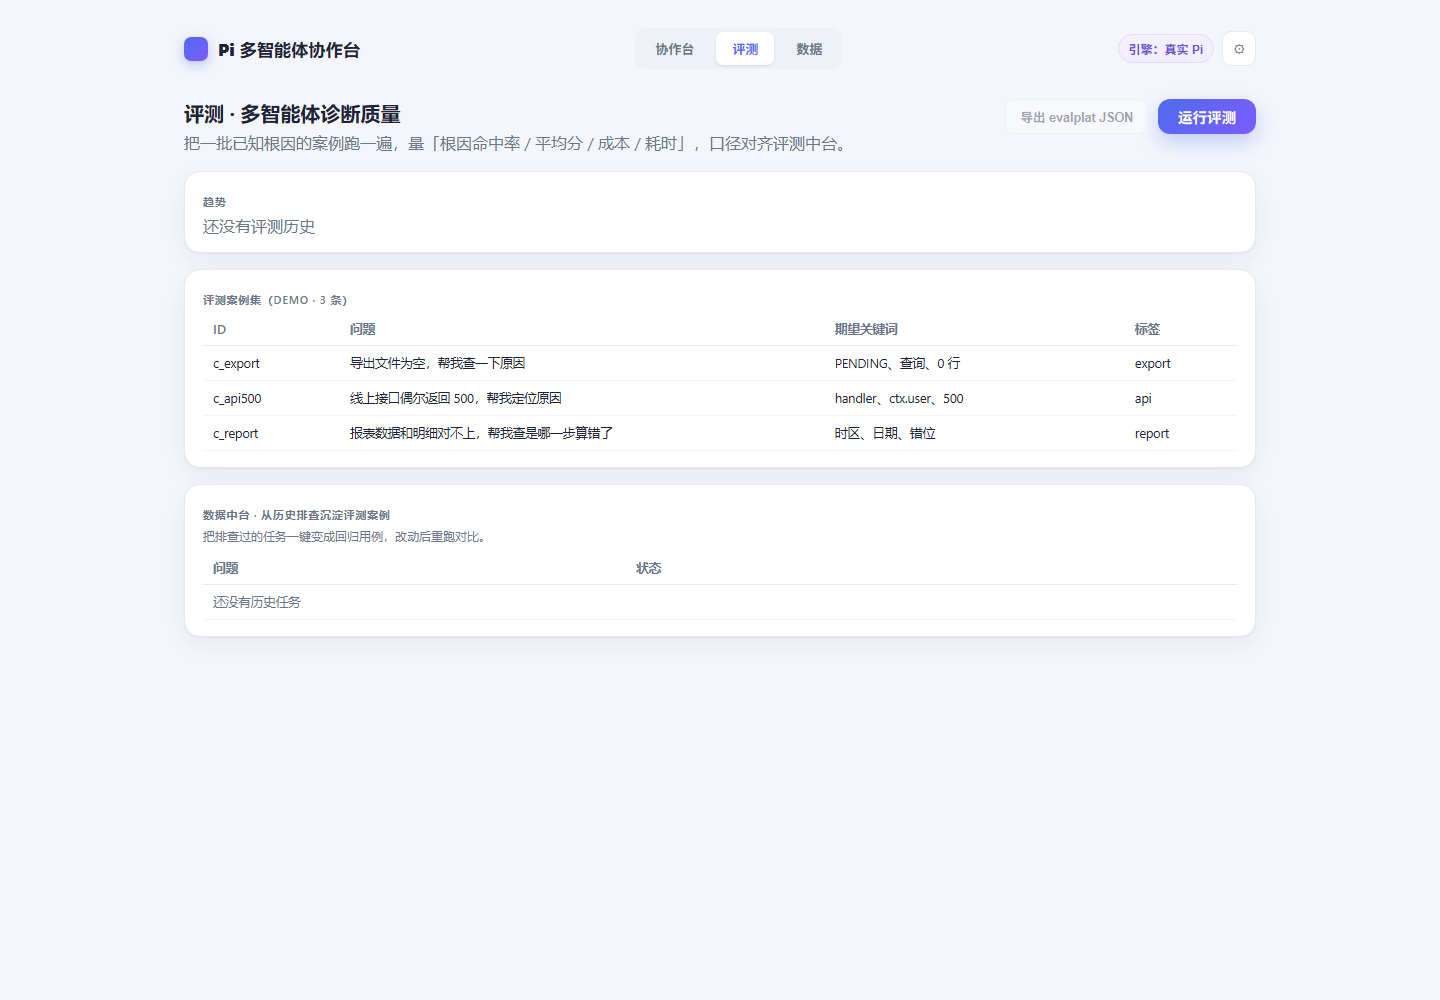 Pi 多智能体协作台
协作台 评测 数据
引擎：真实 Pi
评测 · 多智能体诊断质量
导出 evalplat JSON
运行评测
把一批已知根因的案例跑一遍，量「根因命中率 / 平均分 / 成本 / 耗时」，口径对齐评测中台。
趋势
还没有评测历史
评测案例集（DEMO · 3 条）
ID 问题 期望关键词 标签
c_export 导出文件为空，帮我查一下原因 PENDING、查询、0 行 export
c_api500 线上接口偶尔返回 500，帮我定位原因 handler、ctx.user、500 api
c_report 报表数据和明细对不上，帮我查是哪一步算错了 时区、日期、错位 report
数据中台 · 从历史排查沉淀评测案例
把排查过的任务一键变成回归用例，改动后重跑对比。
问题 状态
还没有历史任务